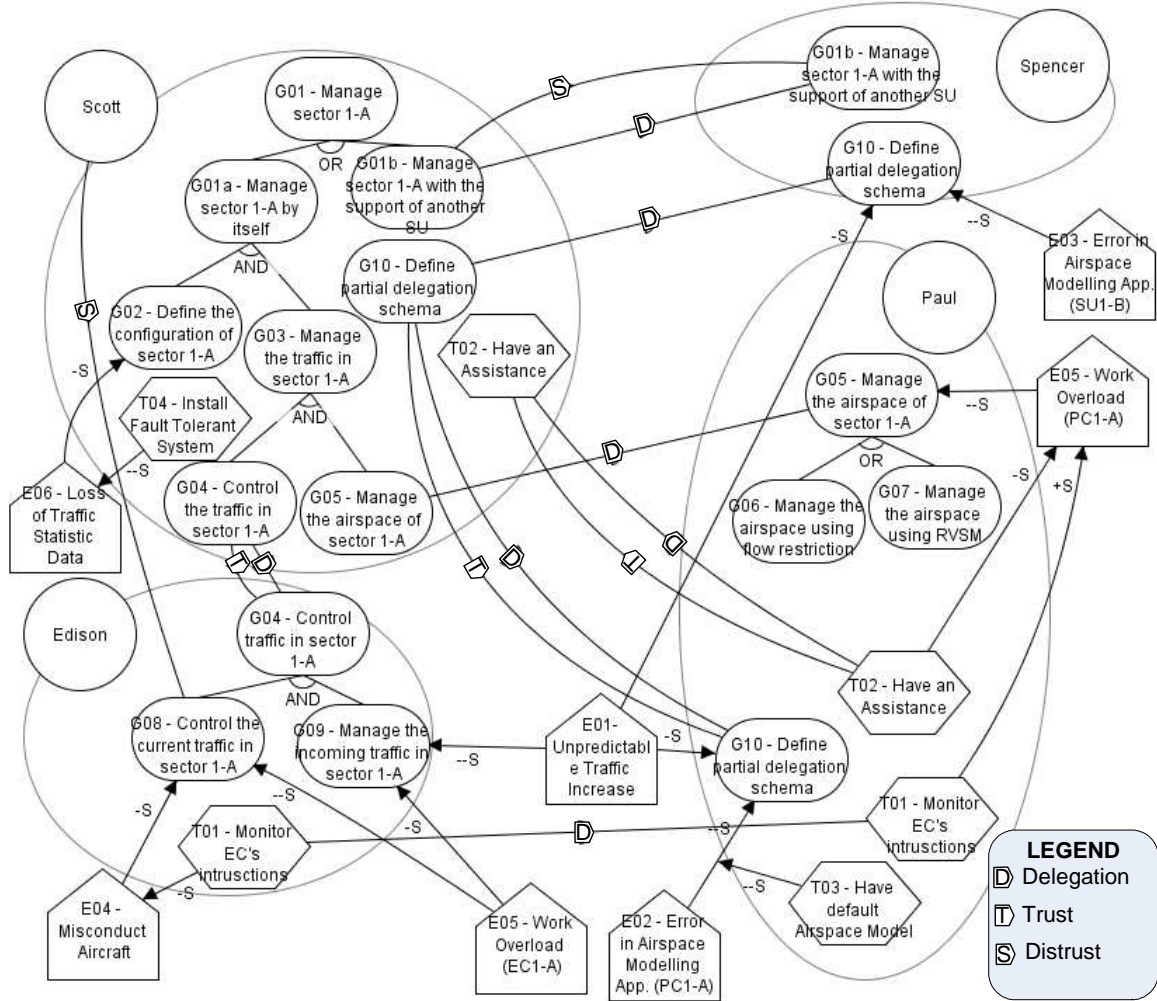 Scott
G01 - Manage
sector 1-A
OR
G01a - Manage
sector 1-A by
itself
G01b - Manage
sector 1-A with the
support of another
SU
AND
G10 - Define
partial delegation
schema
G02 - Define the
configuration of
sector 1-A
G03 - Manage
the traffic in
sector 1-A
AND
T02 - Have an
Assistance
T04 - Install
Fault Tolerant
System
-S
--S
E06 - Loss
of Traffic
Statistic
Data
G04 - Control
the traffic in
sector 1-A
G05 - Manage
the airspace of
sector 1-A
S
D
D
S
D
T
D
T
D
T
D
D
Spencer
G01b - Manage
sector 1-A with the
support of another SU
G10 - Define
partial delegation
schema
-S
--S
E03 - Error in
Airspace
Modelling App.
(SU1-B)
Paul
G05 - Manage
the airspace of
sector 1-A
--S
E05 - Work
Overload
(PC1-A)
OR
G06 - Manage the
airspace using
flow restriction
G07 - Manage
the airspace
using RVSM
-S
+S
T02 - Have an
Assistance
G10 - Define
partial delegation
schema
T01 - Monitor
EC's
intrusctions
T03 - Have
default
Airspace Model
--S
--S
Edison
G04 - Control
traffic in sector
1-A
AND
G08 - Control the
current traffic in
sector 1-A
G09 - Manage the
incoming traffic in
sector 1-A
--S
E01-
Unpredictabl
e Traffic
Increase
-S
-S
--S
-S
T01 - Monitor
EC's
intrusctions
-S
E04 -
Misconduct
Aircraft
E05 - Work
Overload
(EC1-A)
E02 - Error
in Airspace
Modelling
App. (PC1-A)
LEGEND
D Delegation
T Trust
S Distrust